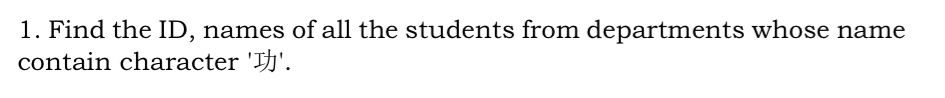 1. Find the ID, names of all the students from departments whose name
contain character '功'.